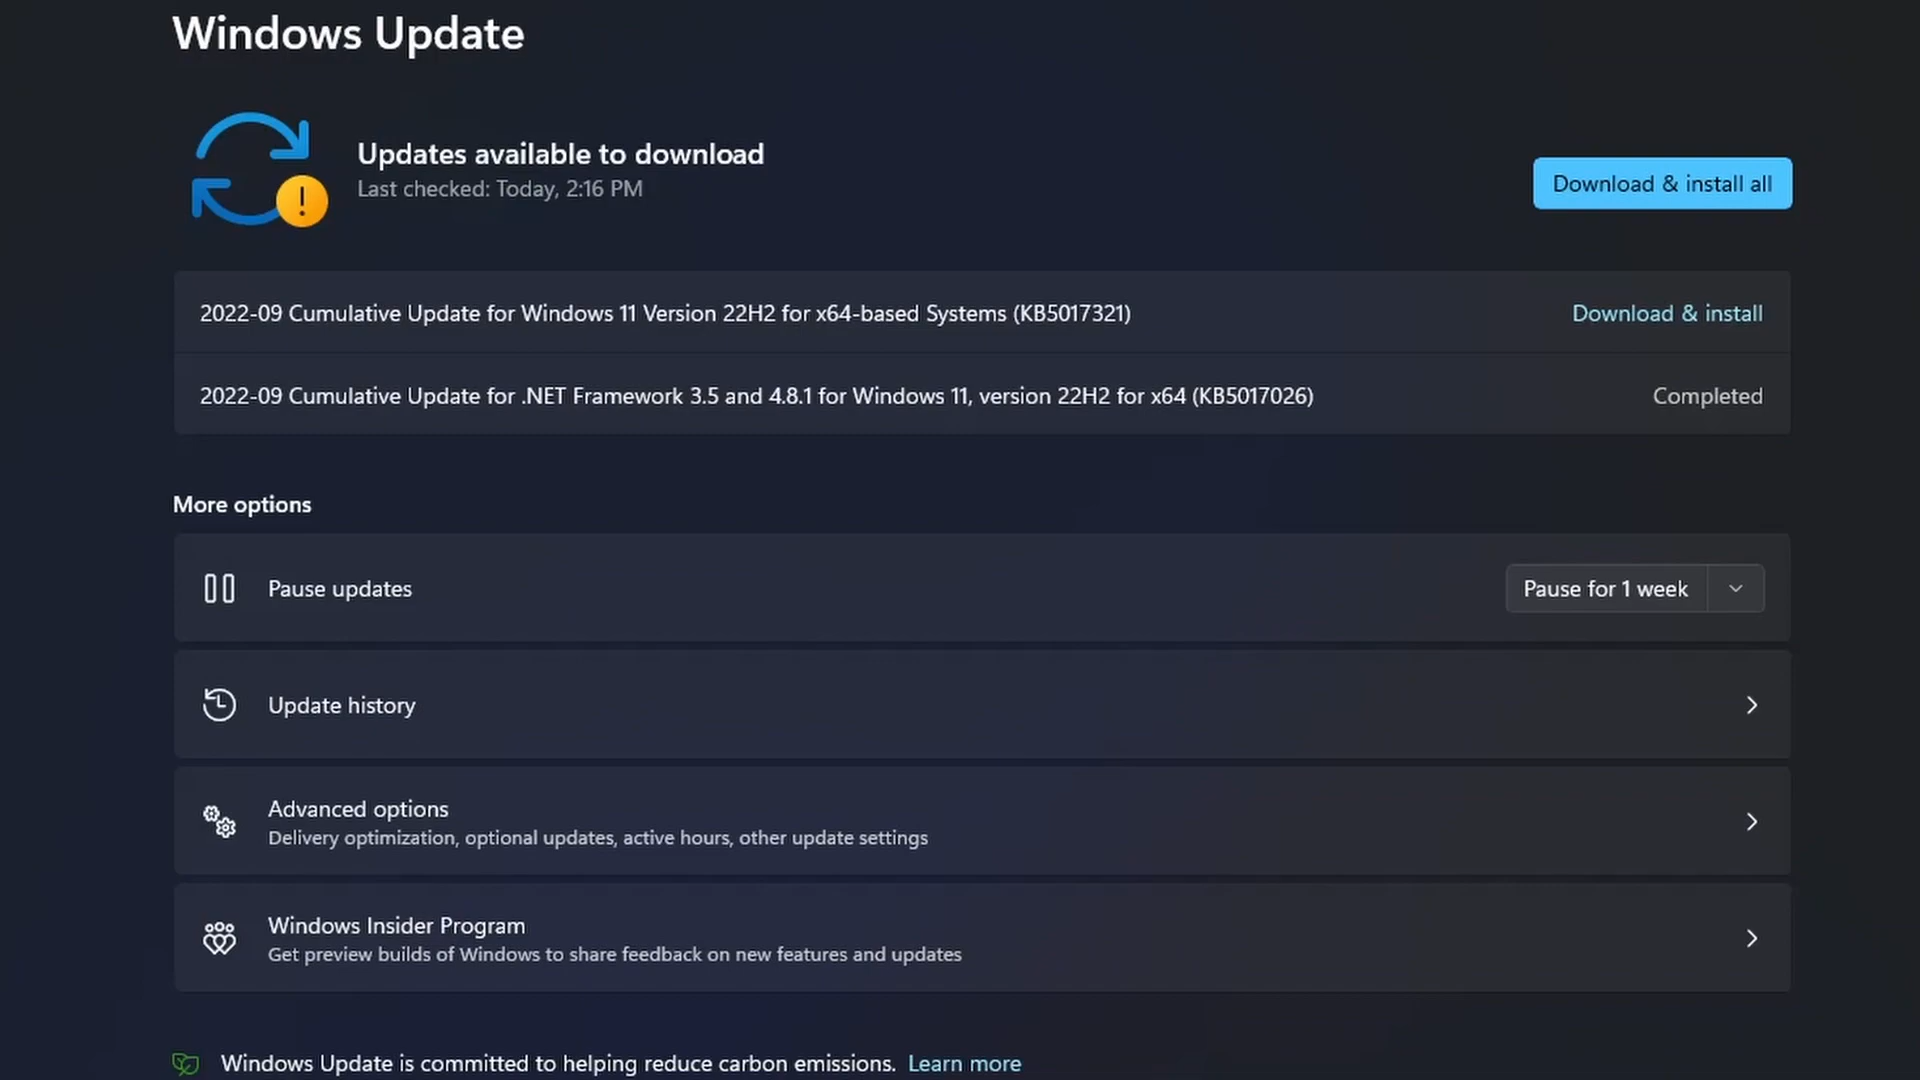 Windows Update
Updates available to download
Last checked: Today, 2:16 PM
Download & install all
2022-09 Cumulative Update for Windows 11 Version 22H2 for x64-based Systems (KB5017321)
Download & install
2022-09 Cumulative Update for .NET Framework 3.5 and 4.8.1 for Windows 11, version 22H2 for x64 (KB5017026)
Completed
More options
Pause updates
Pause for 1 week
Update history
Advanced options
Delivery optimization, optional updates, active hours, other update settings
Windows Insider Program
Get preview builds of Windows to share feedback on new features and updates
Windows Update is committed to helping reduce carbon emissions. Learn more